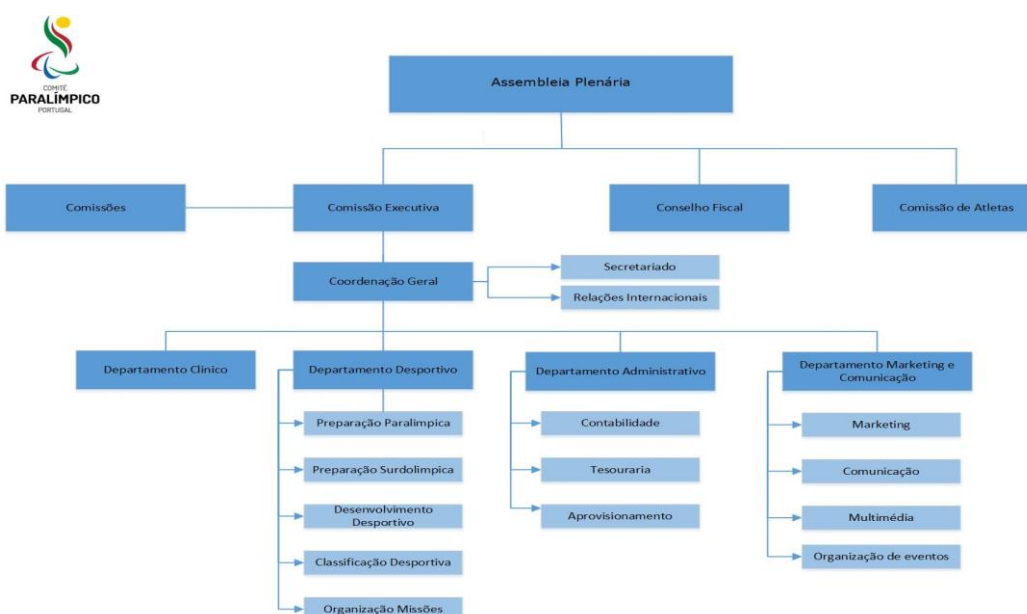 COMITÉ
PARALÍMPICO
PORTUGAL
Assembleia Plenária
Comissões
Comissão Executiva
Conselho Fiscal
Comissão de Atletas
Coordenação Geral
Secretariado
Relações Internacionais
Departamento Clínico
Departamento Desportivo
Departamento Administrativo
Departamento Marketing e
Comunicação
Preparação Paralimpica
Preparação Surdolimpica
Desenvolvimento
Desportivo
Classificação Desportiva
Organização Missões
Contabilidade
Tesouraria
Aprovisionamento
Marketing
Comunicação
Multimédia
Organização de eventos